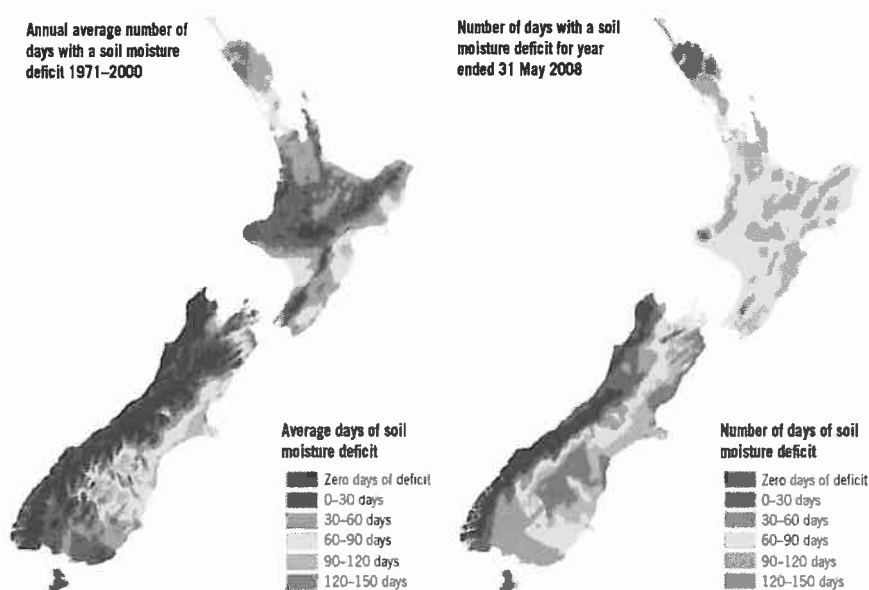 Annual average number of
days with a soil moisture
deficit 1971–2000
Number of days with a soil
moisture deficit for year
ended 31 May 2008
Average days of soil
moisture deficit
Zero days of deficit
0–30 days
30–60 days
60–90 days
90–120 days
120–150 days
Number of days of soil
moisture deficit
Zero days of deficit
0–30 days
30–60 days
60–90 days
90–120 days
120–150 days